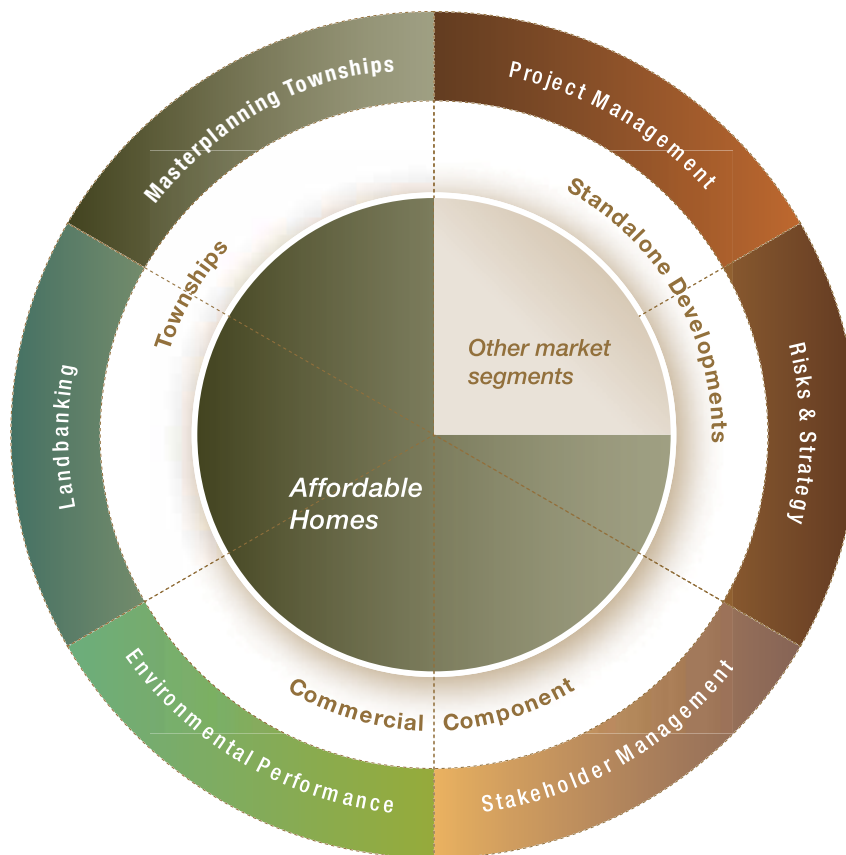 Masterplanning Townships
Project Management
Standalone Developments
Townships
Other market
segments
Landbanking
Risks & Strategy
Affordable
Homes
Commercial Component
Environmental Performance
Stakeholder Management